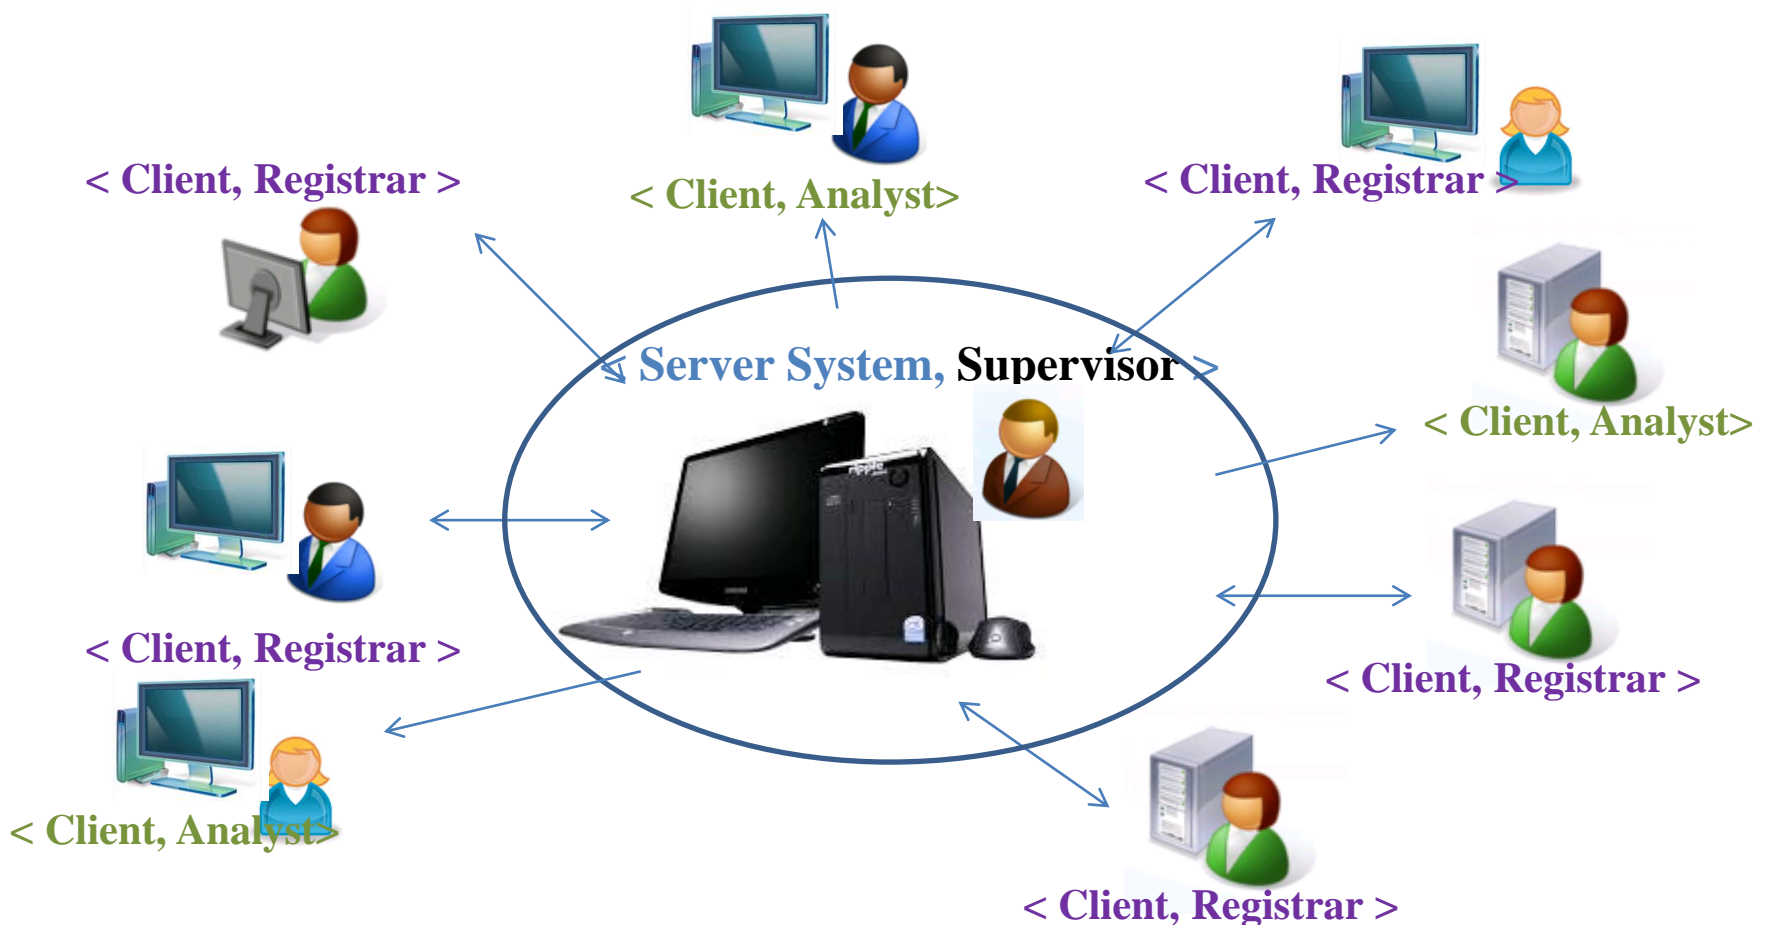 < Client, Registrar >
< Client, Analyst>
< Client, Registrar >
< Server System, Supervisor >
< Client, Analyst>
< Client, Registrar >
< Client, Registrar >
< Client, Analyst>
< Client, Registrar >